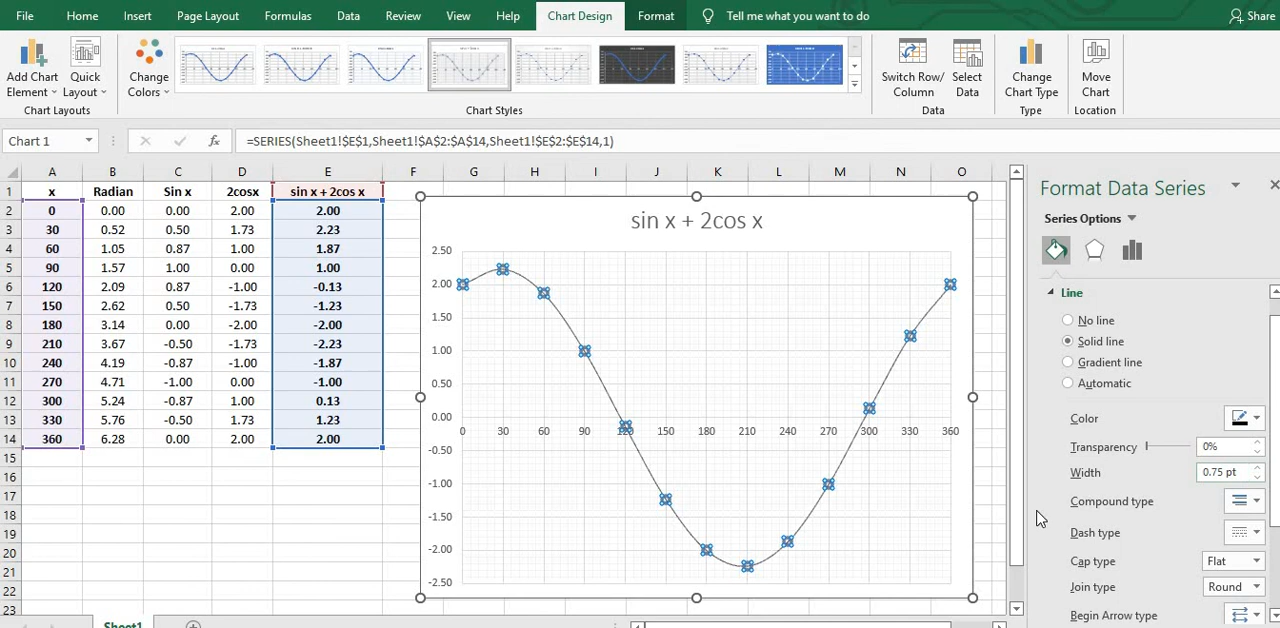 File Home Insert Page Layout Formulas Data Review View Help Chart Design Format Tell me what you want to do Share
Add Chart Element
Quick Layout
Chart Layouts
Change Colors
Chart Styles
Switch Row/ Column
Select Data
Data
Change Chart Type
Type
Move Chart
Location
Chart 1 fx =SERIES(Sheet1!$E$1,Sheet1!$A$2:$A$14,Sheet1!$E$2:$E$14,1)
A B C D E F G H I J K L M N O
1 x Radian Sin x 2cosx sin x + 2cos x
2 0 0.00 0.00 2.00 2.00
3 30 0.52 0.50 1.73 2.23
4 60 1.05 0.87 1.00 1.87
5 90 1.57 1.00 0.00 1.00
6 120 2.09 0.87 -1.00 -0.13
7 150 2.62 0.50 -1.73 -1.23
8 180 3.14 0.00 -2.00 -2.00
9 210 3.67 -0.50 -1.73 -2.23
10 240 4.19 -0.87 -1.00 -1.87
11 270 4.71 -1.00 0.00 -1.00
12 300 5.24 -0.87 1.00 0.13
13 330 5.76 -0.50 1.73 1.23
14 360 6.28 0.00 2.00 2.00
15
16
17
18
19
20
21
22
23
sin x + 2cos x
2.50
2.00
1.50
1.00
0.50
0.00
0 30 60 90 120 150 180 210 240 270 300 330 360
-0.50
-1.00
-1.50
-2.00
-2.50
Sheet1
Format Data Series
Series Options
Line
No line
Solid line
Gradient line
Automatic
Color
Transparency 0%
Width 0.75 pt
Compound type
Dash type
Cap type Flat
Join type Round
Begin Arrow type